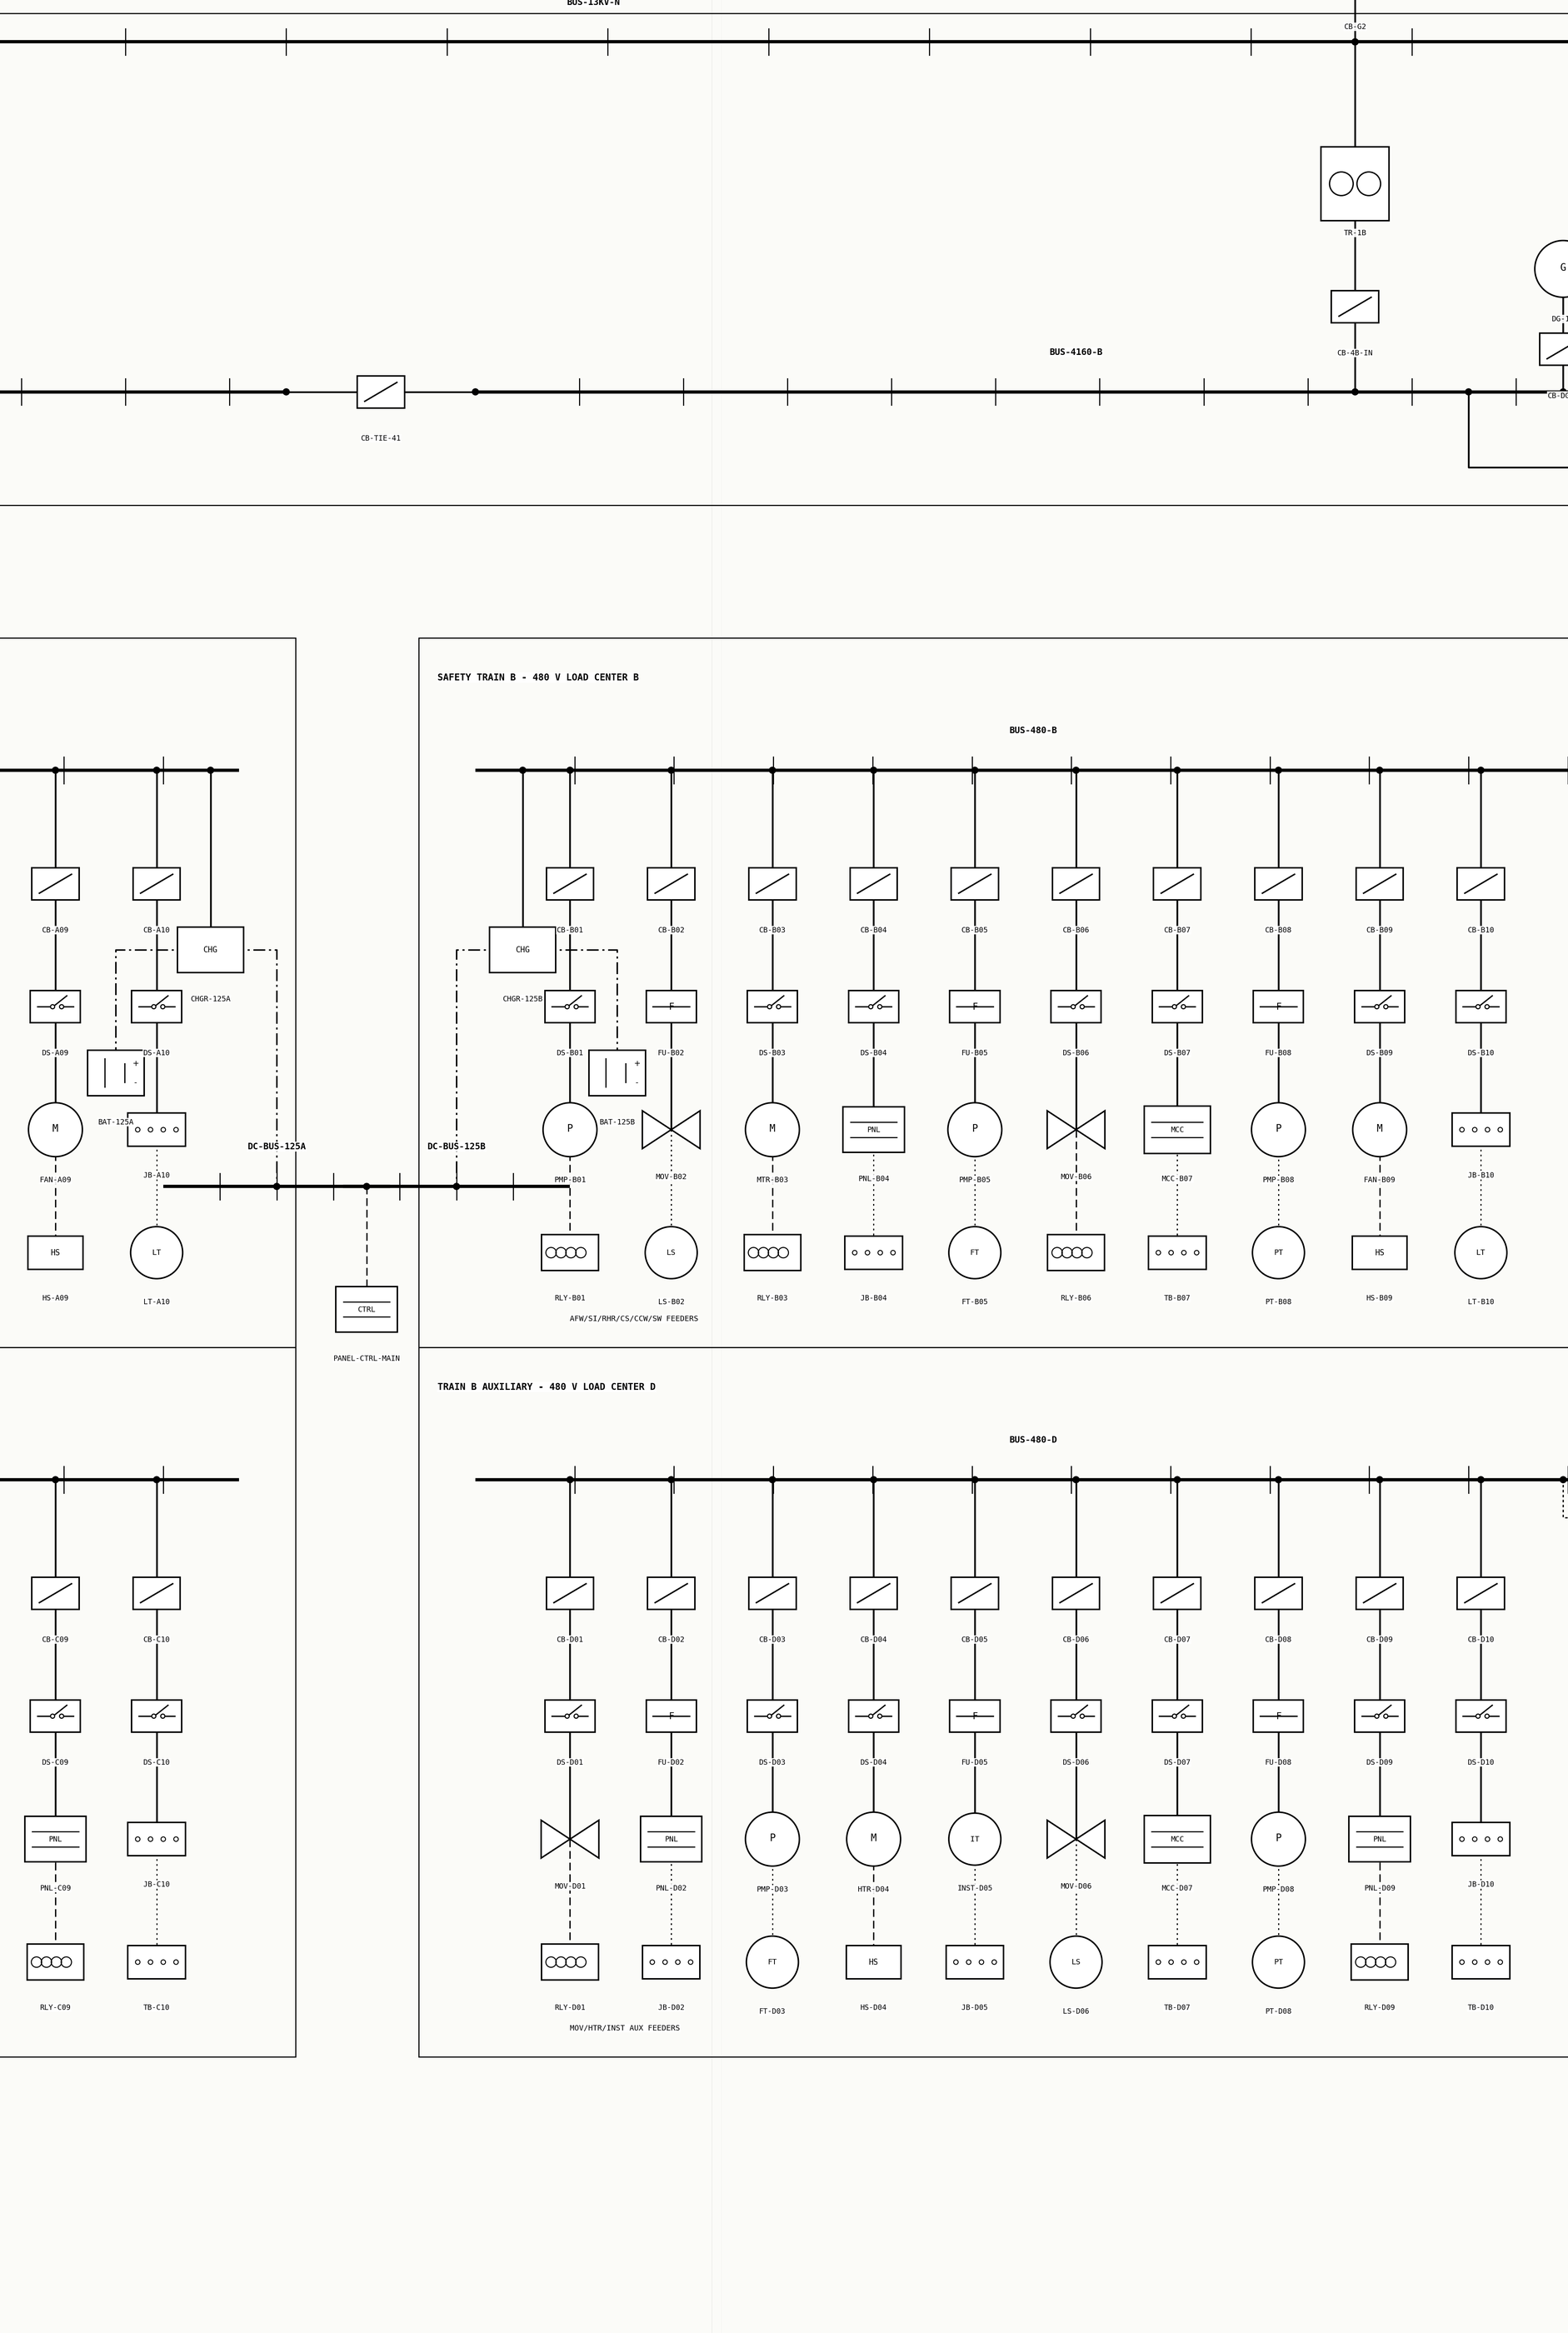 BUS-13KV-N
CB-G2
TR-1B
G
BUS-4160-B
CB-4B-IN
CB-TIE-41
SAFETY TRAIN B - 480 V LOAD CENTER B
BUS-480-B
CB-A09 CB-A10 CB-B01 CB-B02 CB-B03 CB-B04 CB-B05 CB-B06 CB-B07 CB-B08 CB-B09 CB-B10
CHG CHG
CHGR-125A CHGR-125B
F F F
DS-A09 DS-A10 DS-B01 FU-B02 DS-B03 DS-B04 FU-B05 DS-B06 DS-B07 FU-B08 DS-B09 DS-B10
+ - + -
BAT-125A BAT-125B
M P M PNL P MCC P M
DC-BUS-125A DC-BUS-125B
FAN-A09 JB-A10 PMP-B01 MOV-B02 MTR-B03 PNL-B04 PMP-B05 MOV-B06 MCC-B07 PMP-B08 FAN-B09 JB-B10
HS LT LS FT PT HS LT
HS-A09 LT-A10 RLY-B01 LS-B02 RLY-B03 JB-B04 FT-B05 RLY-B06 TB-B07 PT-B08 HS-B09 LT-B10
CTRL
AFW/SI/RHR/CS/CCW/SW FEEDERS
PANEL-CTRL-MAIN
TRAIN B AUXILIARY - 480 V LOAD CENTER D
BUS-480-D
CB-C09 CB-C10 CB-D01 CB-D02 CB-D03 CB-D04 CB-D05 CB-D06 CB-D07 CB-D08 CB-D09 CB-D10
F F F
DS-C09 DS-C10 DS-D01 FU-D02 DS-D03 DS-D04 FU-D05 DS-D06 DS-D07 FU-D08 DS-D09 DS-D10
PNL PNL P M IT MCC P PNL
PNL-C09 JB-C10 MOV-D01 PNL-D02 PMP-D03 HTR-D04 INST-D05 MOV-D06 MCC-D07 PMP-D08 PNL-D09 JB-D10
FT HS LS PT
RLY-C09 TB-C10 RLY-D01 JB-D02 FT-D03 HS-D04 JB-D05 LS-D06 TB-D07 PT-D08 RLY-D09 TB-D10
MOV/HTR/INST AUX FEEDERS